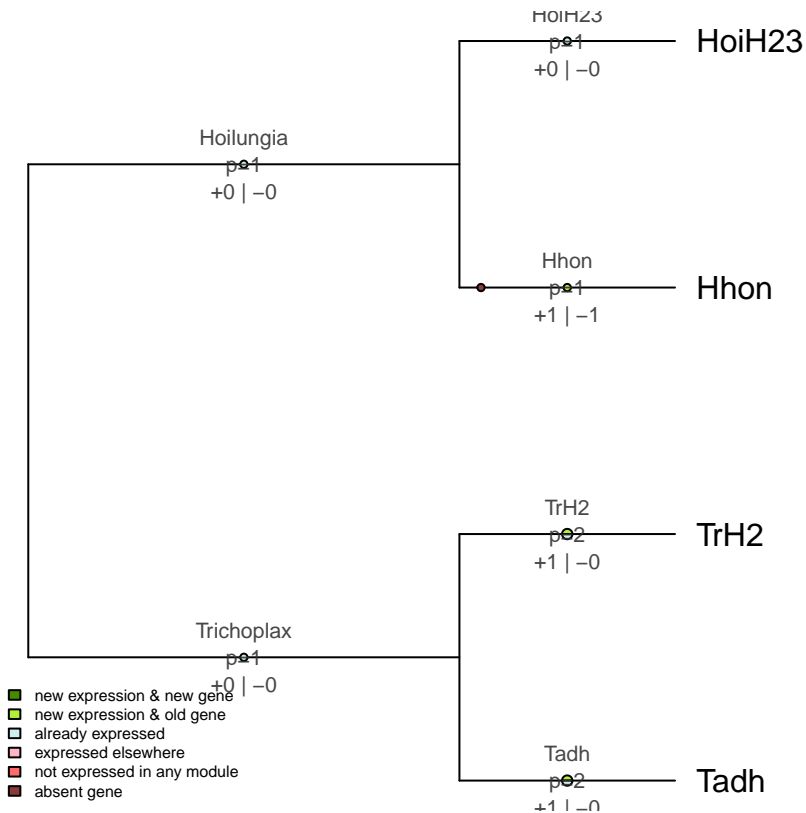 HoiH23
p=1
+0 | −0
HoiH23
Hoilungia
p=1
+0 | −0
Hhon
p=1
+1 | −1
Hhon
TrH2
p=2
+1 | −0
TrH2
Trichoplax
p=1
+0 | −0
new expression & new gene
new expression & old gene
already expressed
expressed elsewhere
not expressed in any module
absent gene
Tadh
p=2
+1 | −0
Tadh